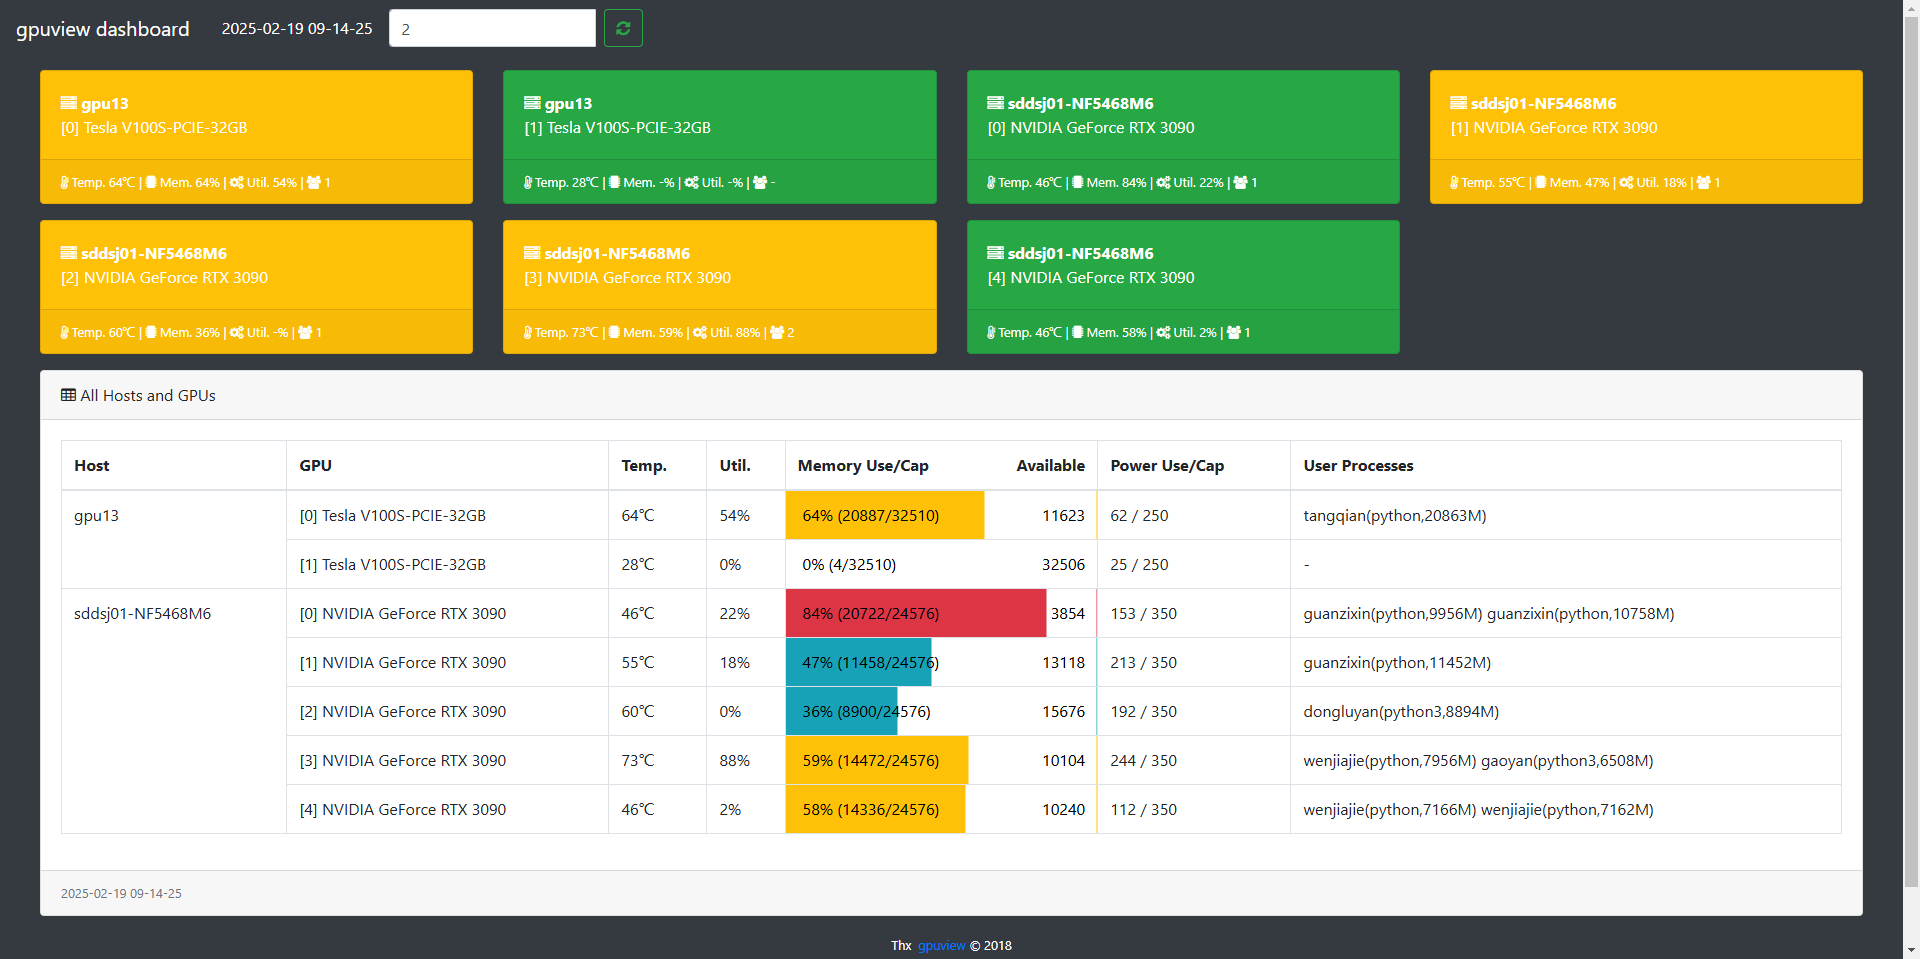 gpuview dashboard 2025-02-19 09-14-25 2
gpu13
[0] Tesla V100S-PCIE-32GB
Temp. 64℃ | Mem. 64% | Util. 54% | 1
gpu13
[1] Tesla V100S-PCIE-32GB
Temp. 28℃ | Mem. -% | Util. -% | -
sddsj01-NF5468M6
[0] NVIDIA GeForce RTX 3090
Temp. 46℃ | Mem. 84% | Util. 22% | 1
sddsj01-NF5468M6
[1] NVIDIA GeForce RTX 3090
Temp. 55℃ | Mem. 47% | Util. 18% | 1
sddsj01-NF5468M6
[2] NVIDIA GeForce RTX 3090
Temp. 60℃ | Mem. 36% | Util. -% | 1
sddsj01-NF5468M6
[3] NVIDIA GeForce RTX 3090
Temp. 73℃ | Mem. 59% | Util. 88% | 2
sddsj01-NF5468M6
[4] NVIDIA GeForce RTX 3090
Temp. 46℃ | Mem. 58% | Util. 2% | 1
All Hosts and GPUs
Host GPU Temp. Util. Memory Use/Cap Available Power Use/Cap User Processes
gpu13 [0] Tesla V100S-PCIE-32GB 64℃ 54% 64% (20887/32510) 11623 62 / 250 tangqian(python,20863M)
[1] Tesla V100S-PCIE-32GB 28℃ 0% 0% (4/32510) 32506 25 / 250 -
sddsj01-NF5468M6 [0] NVIDIA GeForce RTX 3090 46℃ 22% 84% (20722/24576) 3854 153 / 350 guanzixin(python,9956M) guanzixin(python,10758M)
[1] NVIDIA GeForce RTX 3090 55℃ 18% 47% (11458/24576) 13118 213 / 350 guanzixin(python,11452M)
[2] NVIDIA GeForce RTX 3090 60℃ 0% 36% (8900/24576) 15676 192 / 350 dongluyan(python3,8894M)
[3] NVIDIA GeForce RTX 3090 73℃ 88% 59% (14472/24576) 10104 244 / 350 wenjiajie(python,7956M) gaoyan(python3,6508M)
[4] NVIDIA GeForce RTX 3090 46℃ 2% 58% (14336/24576) 10240 112 / 350 wenjiajie(python,7166M) wenjiajie(python,7162M)
2025-02-19 09-14-25
Thx gpuview © 2018